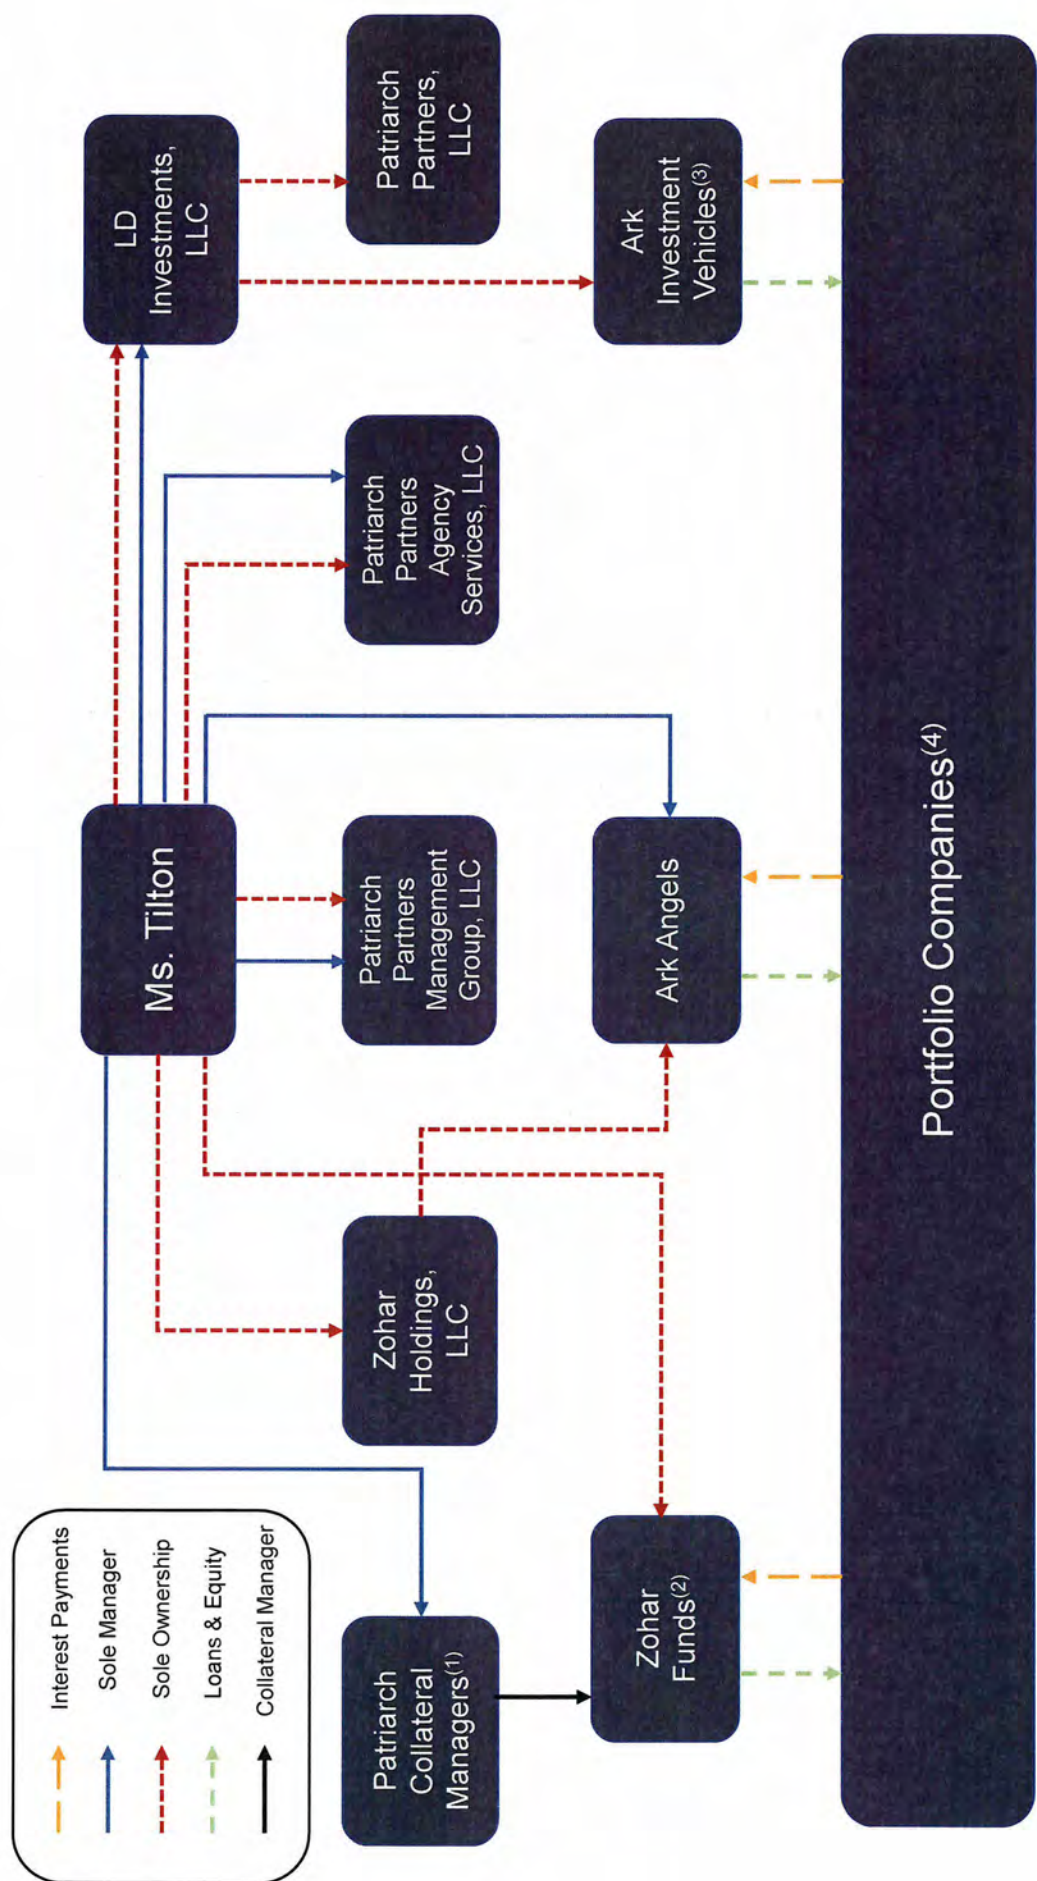 Interest Payments
Sole Manager
Sole Ownership
Loans & Equity
Collateral Manager
Ms. Tilton
LD
Investments,
LLC
Patriarch
Collateral
Managers(1)
Zohar
Holdings,
LLC
Patriarch
Partners
Management
Group, LLC
Patriarch
Partners
Agency
Services, LLC
Patriarch
Partners,
LLC
Zohar
Funds(2)
Ark Angels
Ark
Investment
Vehicles(3)
Portfolio Companies(4)